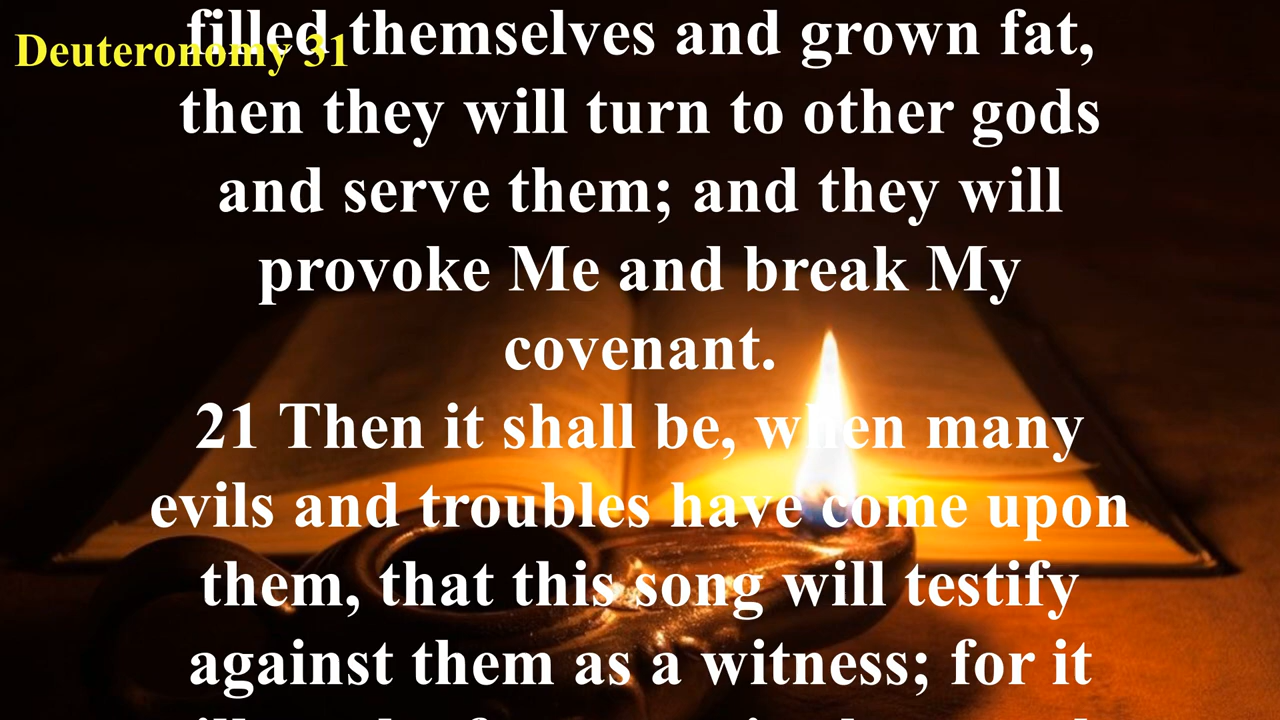 Deuteronomy 31
filled themselves and grown fat,
then they will turn to other gods
and serve them; and they will
provoke Me and break My
covenant.
21 Then it shall be, when many
evils and troubles have come upon
them, that this song will testify
against them as a witness; for it